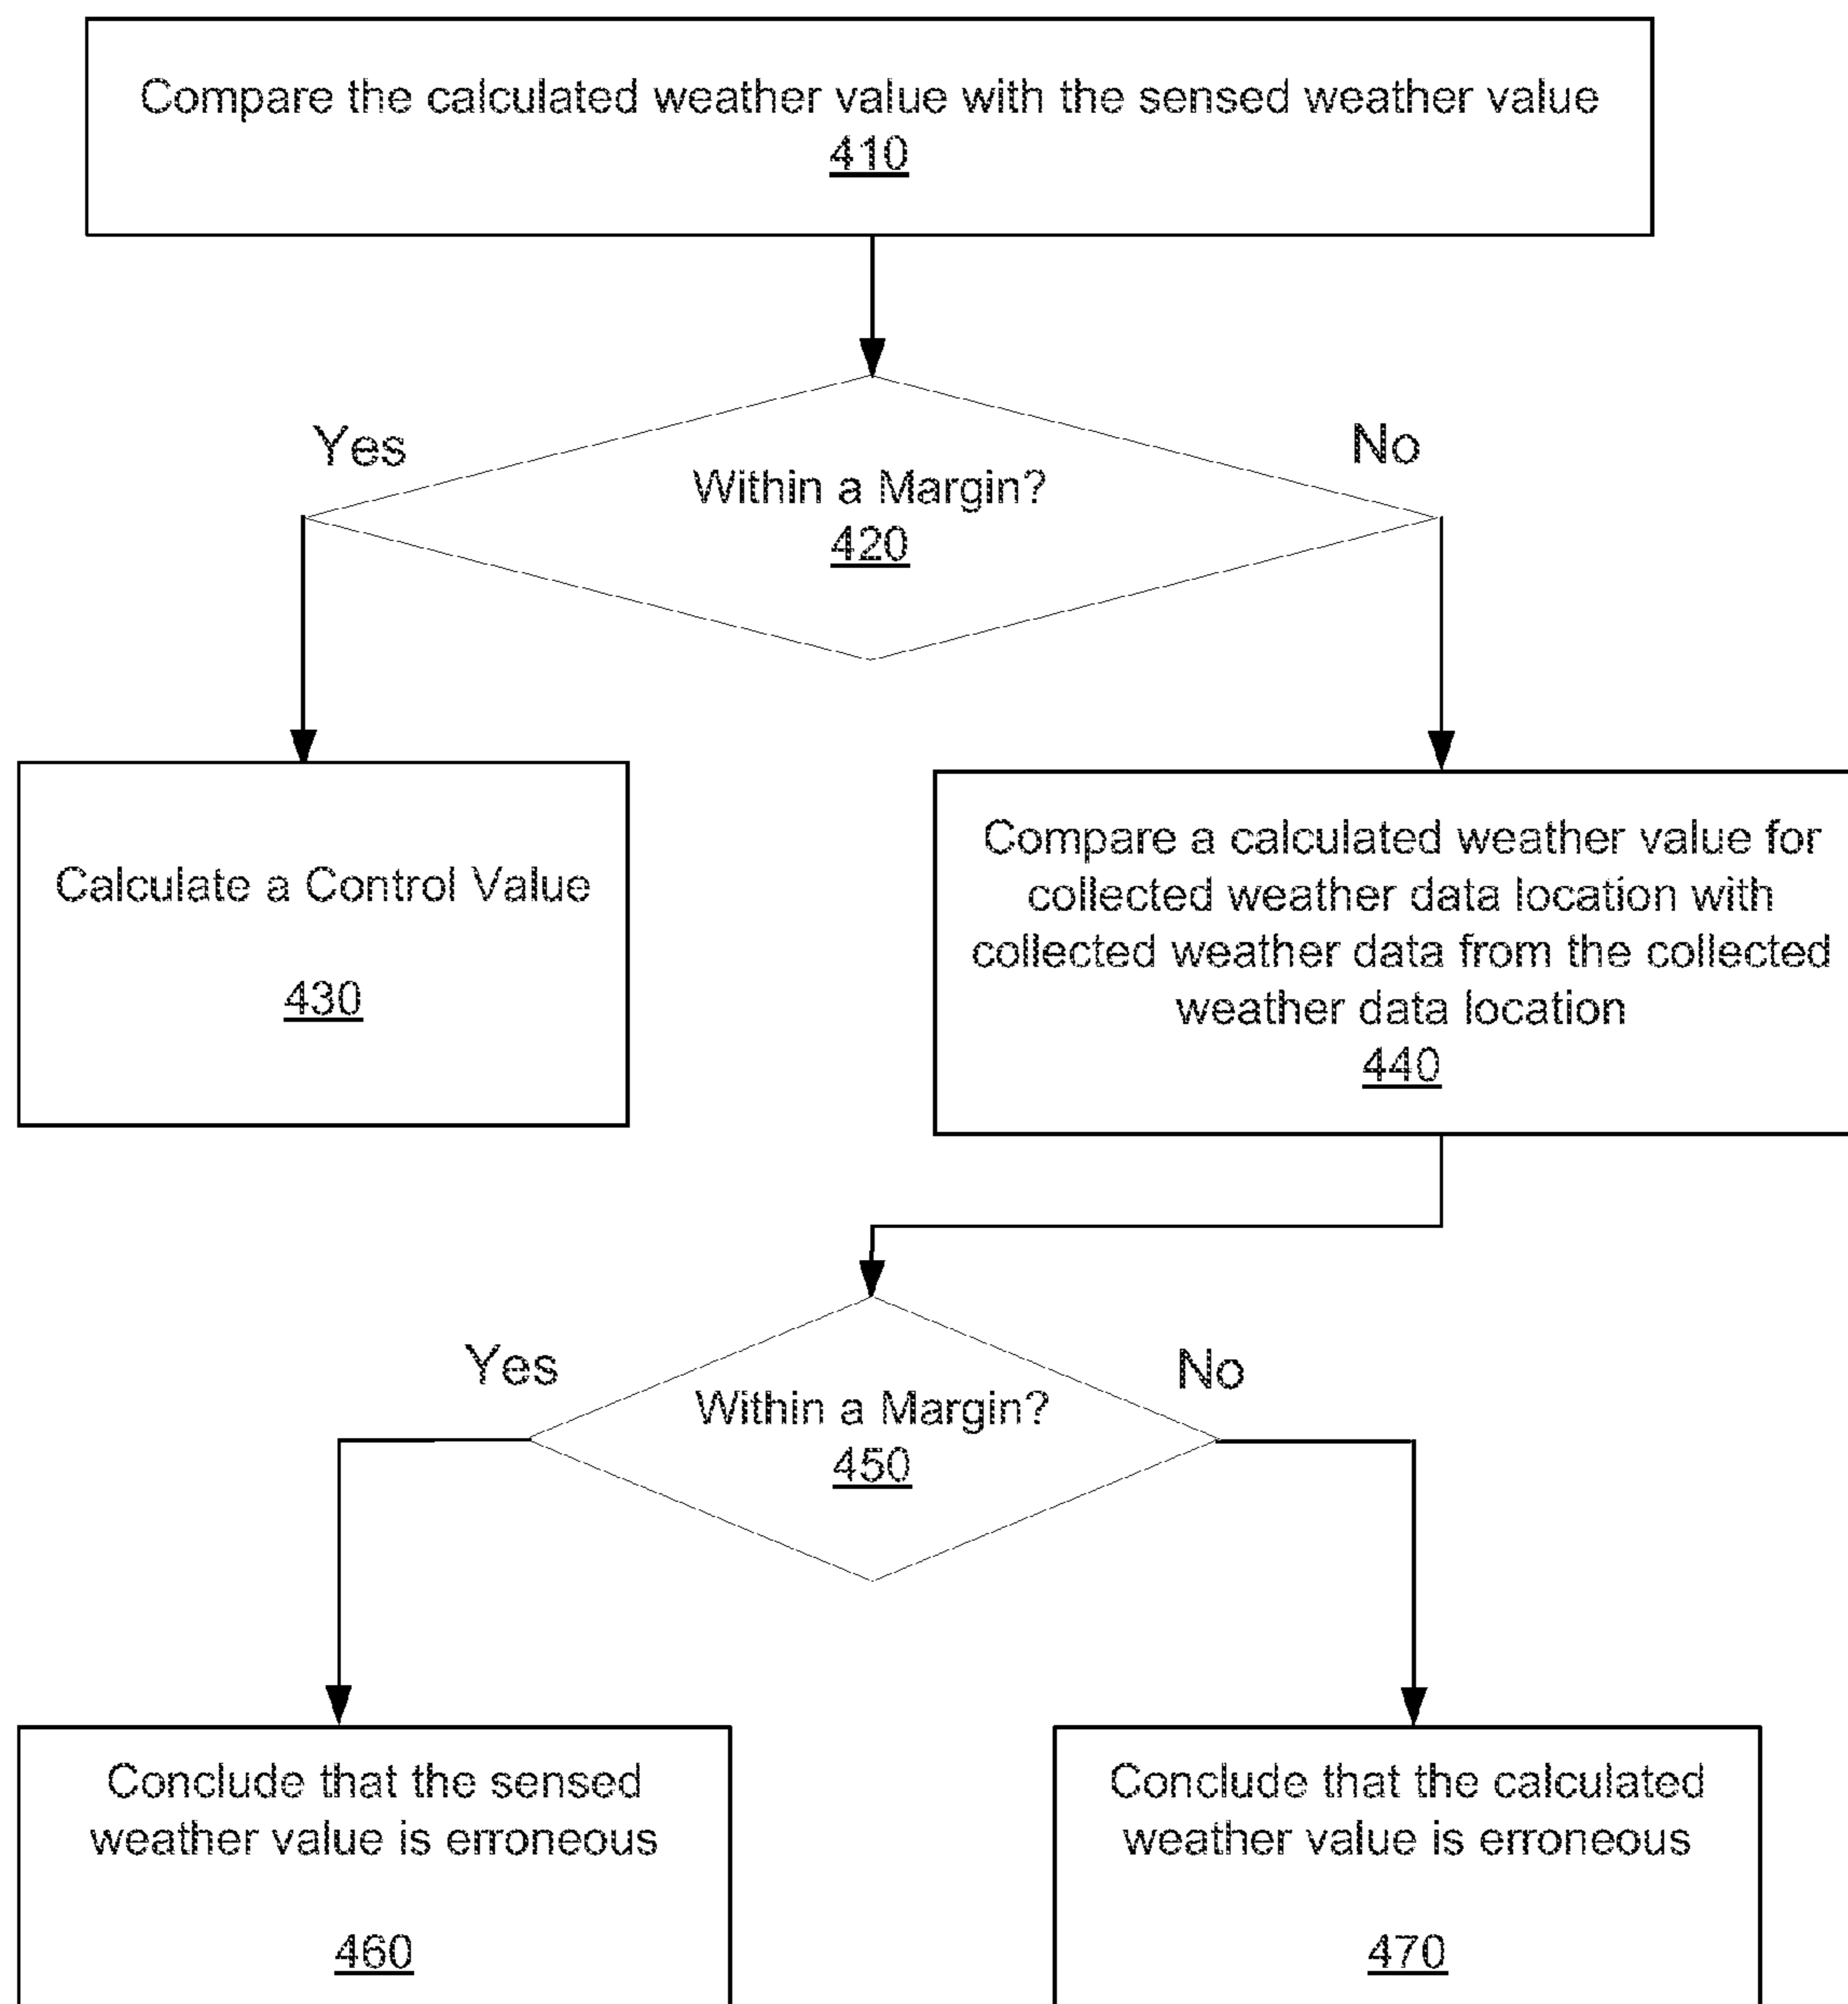 Compare the calculated weather value with the sensed weather value
410
Yes
No
Within a Margin?
420
Calculate a Control Value
430
Compare a calculated weather value for
collected weather data location with
collected weather data from the collected
weather data location
440
Yes
No
Within a Margin?
450
Conclude that the sensed
weather value is erroneous
460
Conclude that the calculated
weather value is erroneous
470